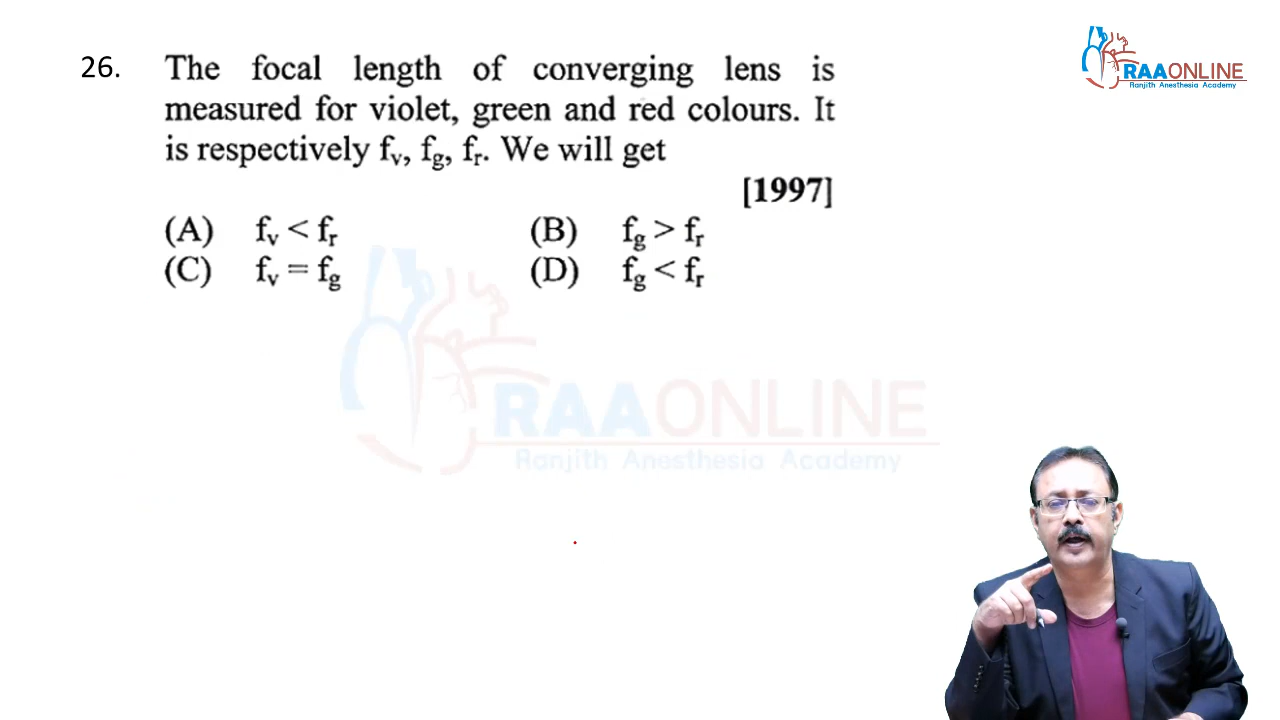 26. The focal length of converging lens is
measured for violet, green and red colours. It
is respectively fv, fg, fr. We will get
[1997]
(A) fv < fr (B) fg > fr
(C) fv = fg (D) fg < fr
RAAONLINE
Ranjith Anesthesia Academy
RAAONLINE
Ranjith Anesthesia Academy